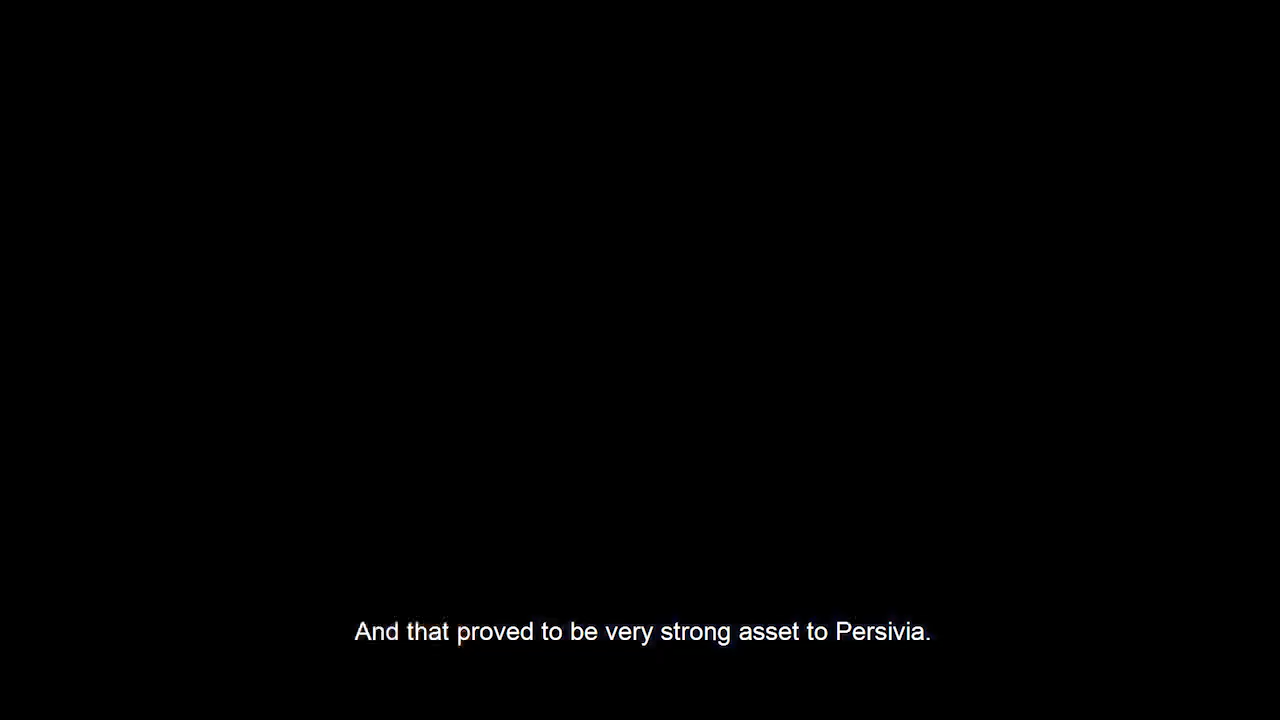 And that proved to be very strong asset to Persivia.